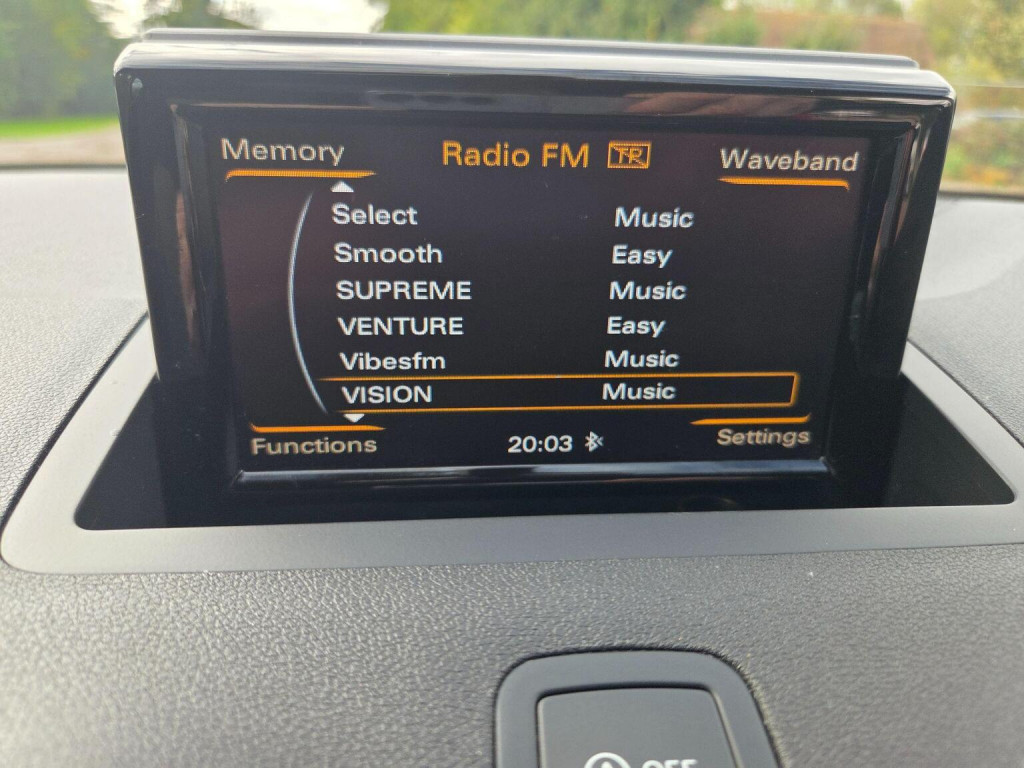 Memory Radio FM TP Waveband
Select Music
Smooth Easy
SUPREME Music
VENTURE Easy
Vibesfm Music
VISION Music
Functions 20:03 Settings
OFF